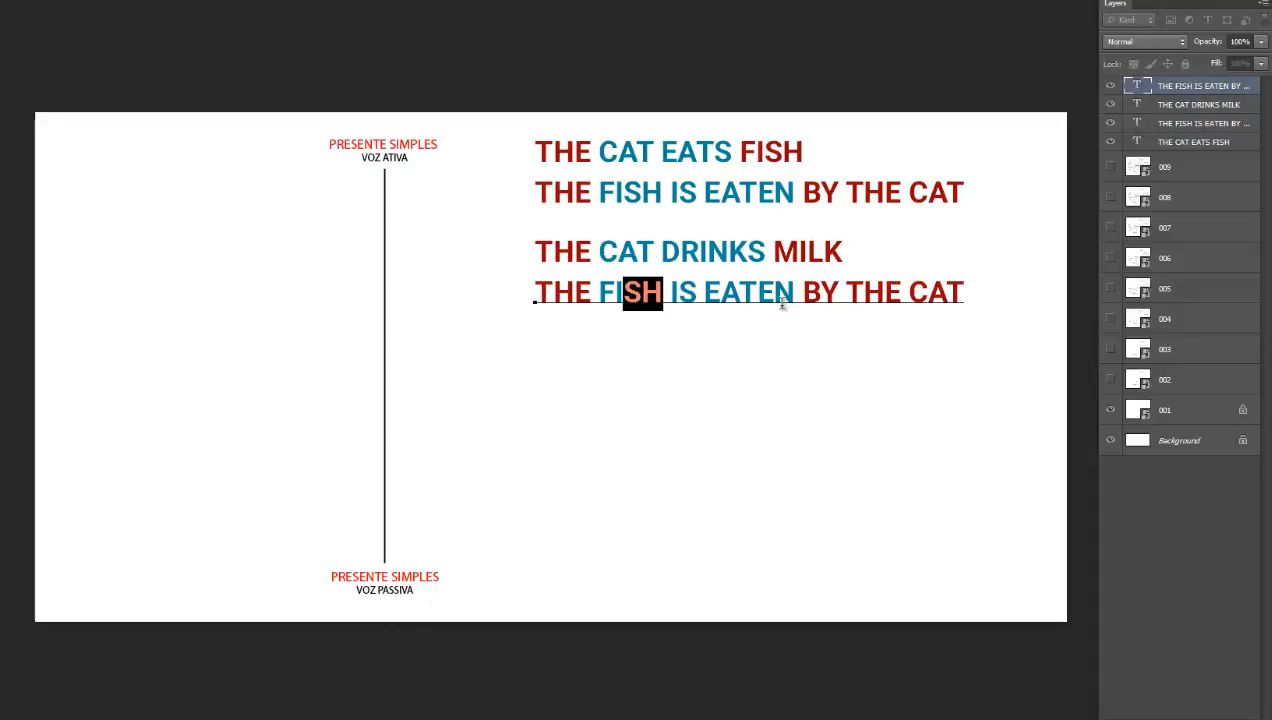 Layers
Kind
Normal Opacity: 100%
Lock: Fill: 100%
THE FISH IS EATEN BY ...
THE CAT DRINKS MILK
THE FISH IS EATEN BY ...
THE CAT EATS FISH
009
008
007
006
005
004
003
002
001
Background
PRESENTE SIMPLES
VOZ ATIVA
PRESENTE SIMPLES
VOZ PASSIVA
THE CAT EATS FISH
THE FISH IS EATEN BY THE CAT
THE CAT DRINKS MILK
THE FISH IS EATEN BY THE CAT